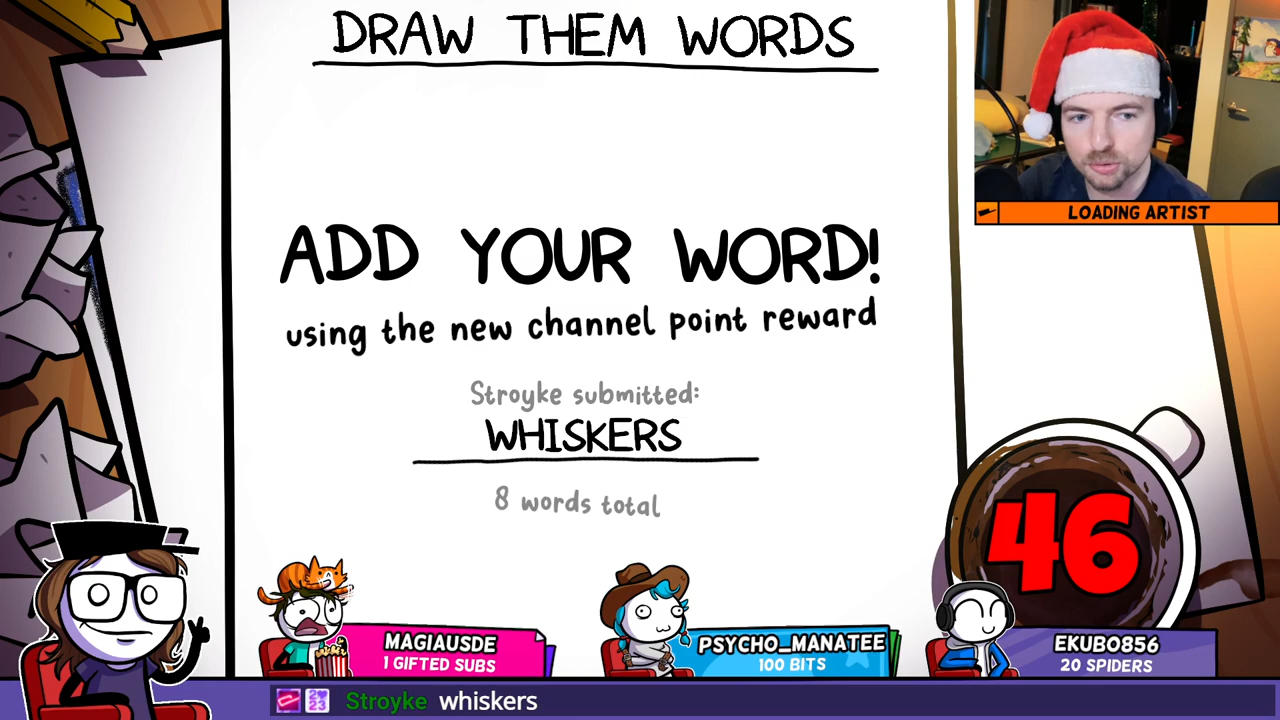 DRAW THEM WORDS
LOADING ARTIST
ADD YOUR WORD!
using the new channel point reward
Stroyke submitted:
WHISKERS
8 words total
46
MAGIAUSDE
1 GIFTED SUBS
PSYCHO_MANATEE
100 BITS
EKUBO856
20 SPIDERS
2023 Stroyke whiskers